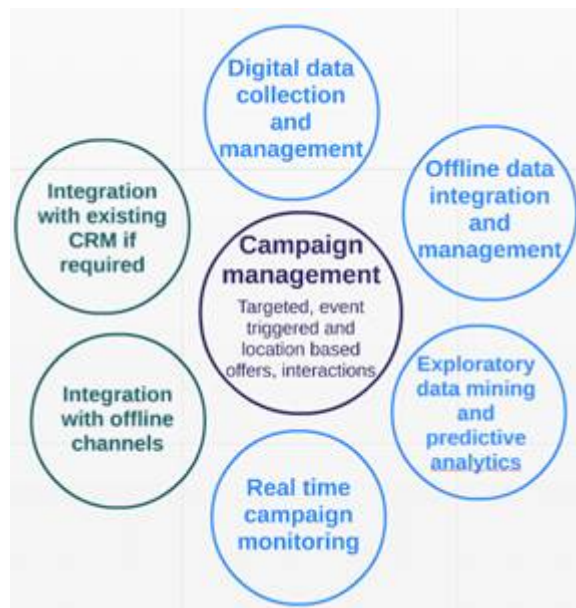 Digital data
collection
and
management
Offline data
integration
and
management
Integration
with existing
CRM if
required
Campaign
management
Targeted, event
triggered and
location based
offers, interactions
Exploratory
data mining
and
predictive
analytics
Integration
with offline
channels
Real time
campaign
monitoring